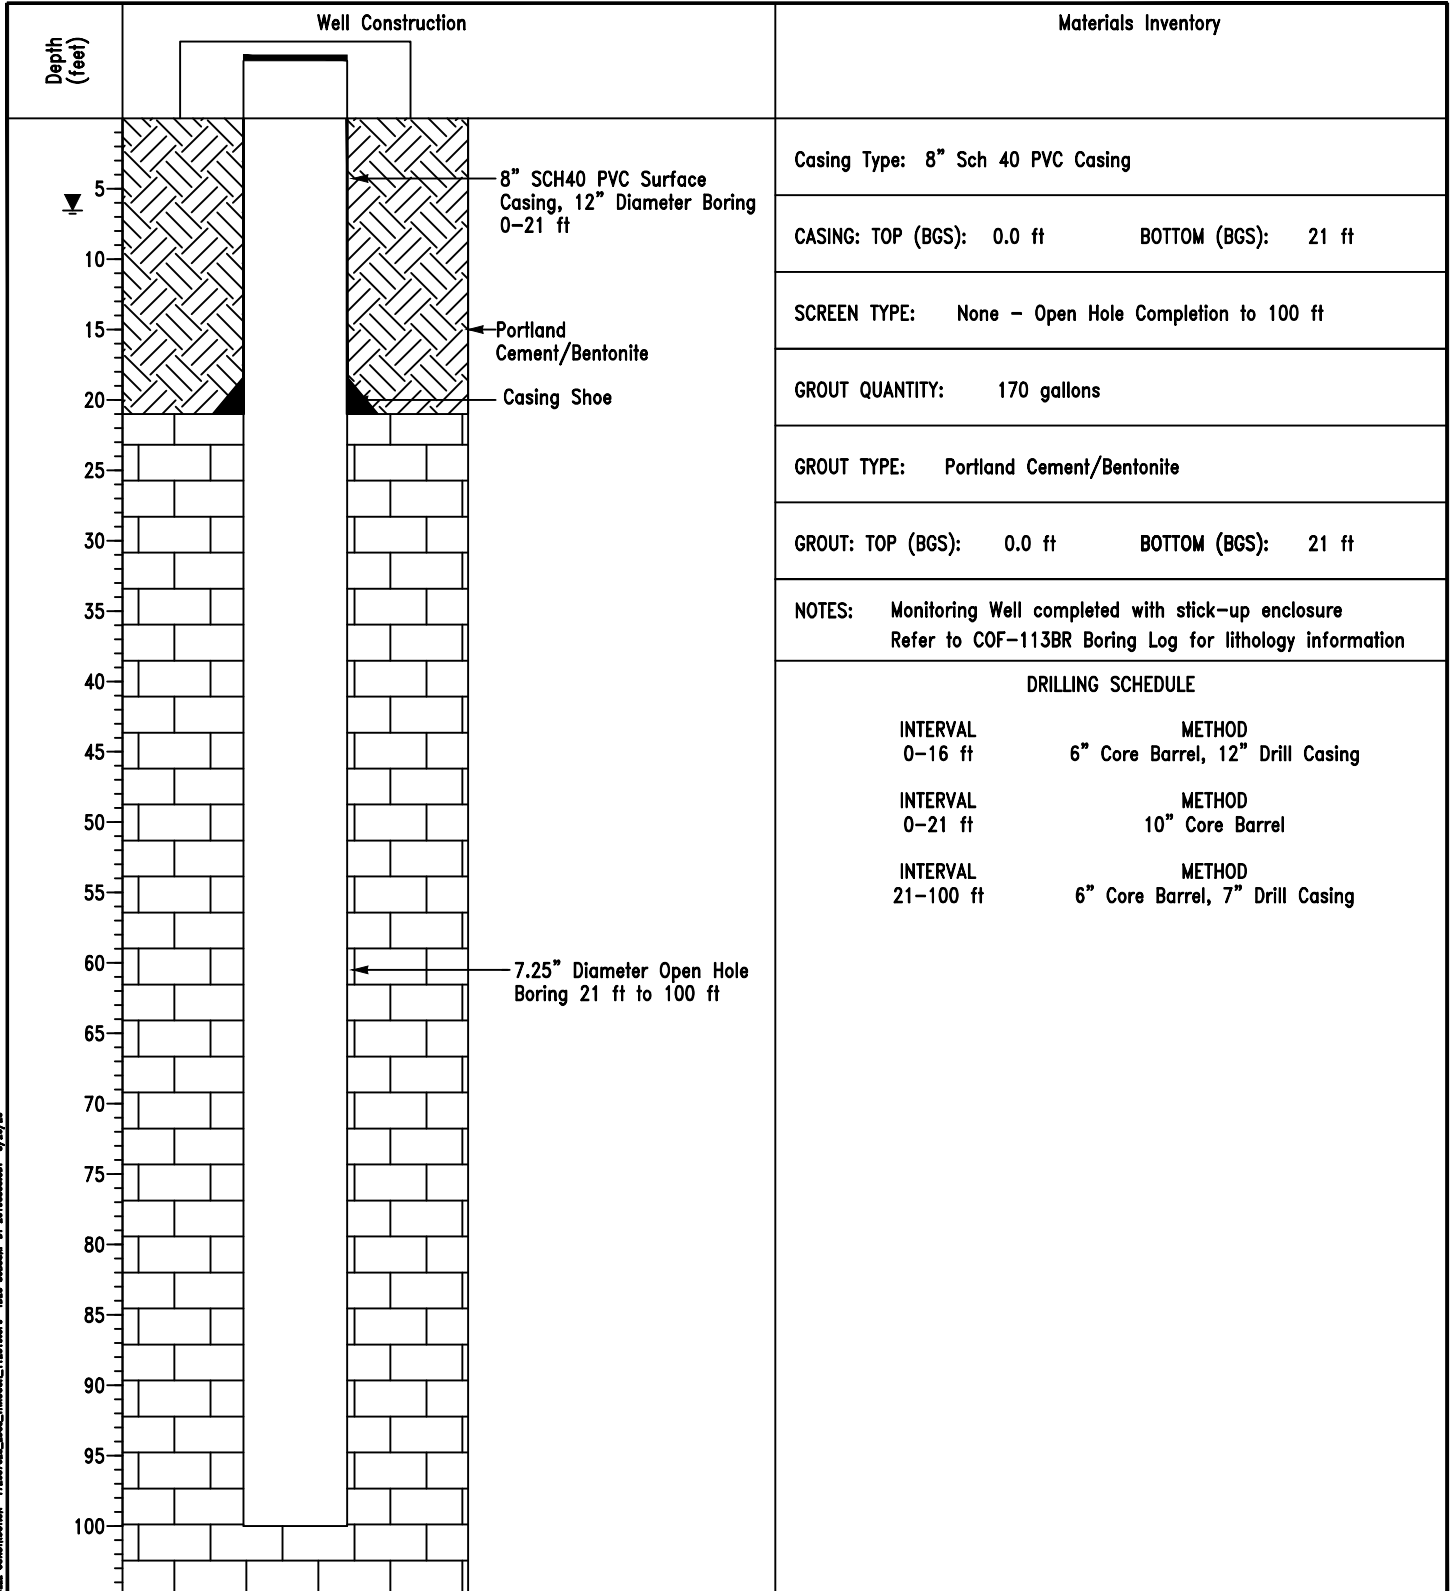 Depth
(feet)
Well Construction
Materials Inventory
5
10
15
20
25
30
35
40
45
50
55
60
65
70
75
80
85
90
95
100
8” SCH40 PVC Surface
Casing, 12” Diameter Boring
0–21 ft
Portland
Cement/Bentonite
Casing Shoe
7.25” Diameter Open Hole
Boring 21 ft to 100 ft
Casing Type: 8” Sch 40 PVC Casing
CASING: TOP (BGS): 0.0 ft BOTTOM (BGS): 21 ft
SCREEN TYPE: None – Open Hole Completion to 100 ft
GROUT QUANTITY: 170 gallons
GROUT TYPE: Portland Cement/Bentonite
GROUT: TOP (BGS): 0.0 ft BOTTOM (BGS): 21 ft
NOTES: Monitoring Well completed with stick–up enclosure
Refer to COF–113BR Boring Log for lithology information
DRILLING SCHEDULE
INTERVAL METHOD
0–16 ft 6” Core Barrel, 12” Drill Casing
INTERVAL METHOD
0–21 ft 10” Core Barrel
INTERVAL METHOD
21–100 ft 6” Core Barrel, 7” Drill Casing